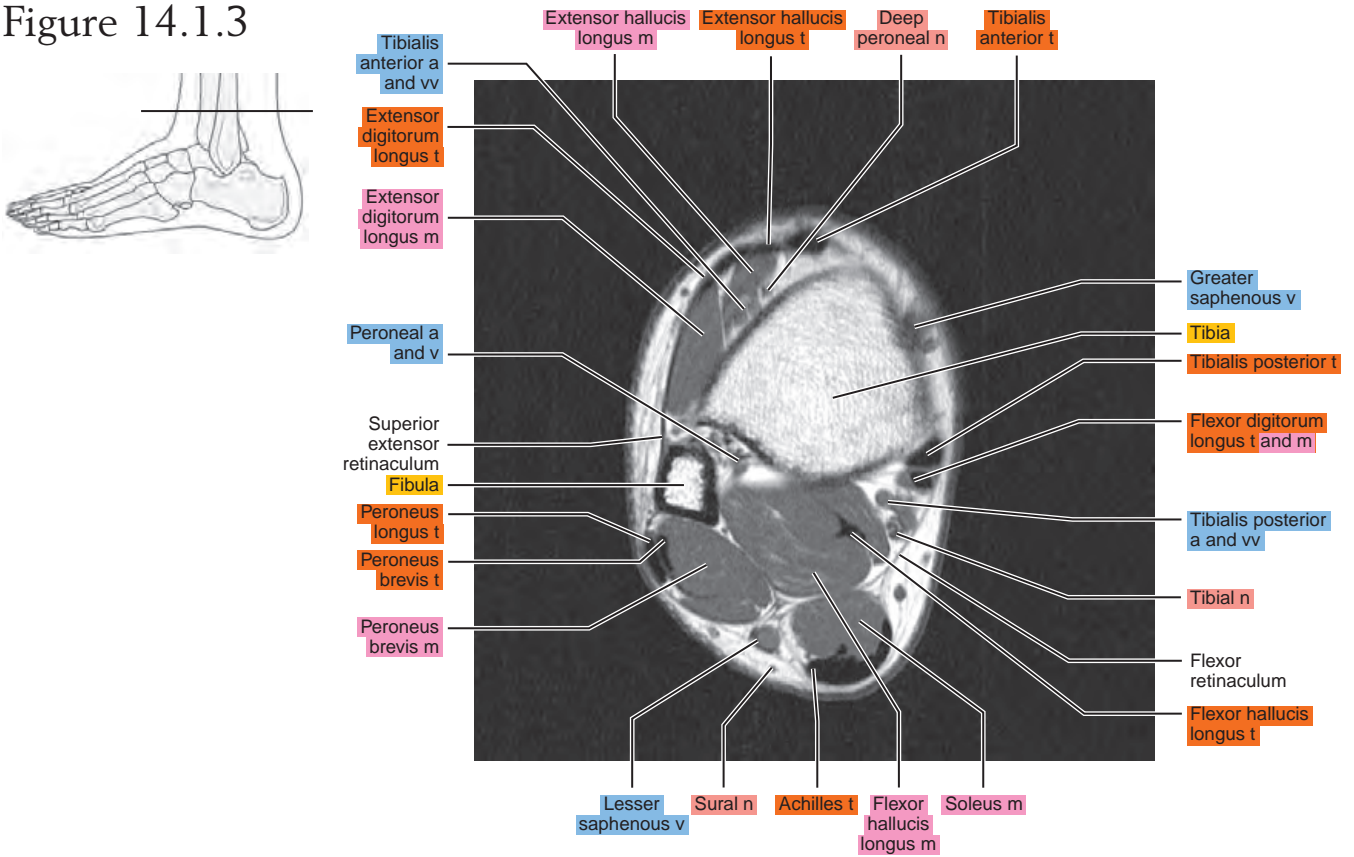 Figure 14.1.3
Extensor hallucis
longus m
Extensor hallucis
longus t
Deep
peroneal n
Tibialis
anterior t
Tibialis
anterior a
and vv
Extensor
digitorum
longus t
Extensor
digitorum
longus m
Peroneal a
and v
Superior
extensor
retinaculum
Fibula
Peroneus
longus t
Peroneus
brevis t
Peroneus
brevis m
Greater
saphenous v
Tibia
Tibialis posterior t
Flexor digitorum
longus t and m
Tibialis posterior
a and vv
Tibial n
Flexor
retinaculum
Flexor hallucis
longus t
Lesser
saphenous v
Sural n
Achilles t
Flexor
hallucis
longus m
Soleus m